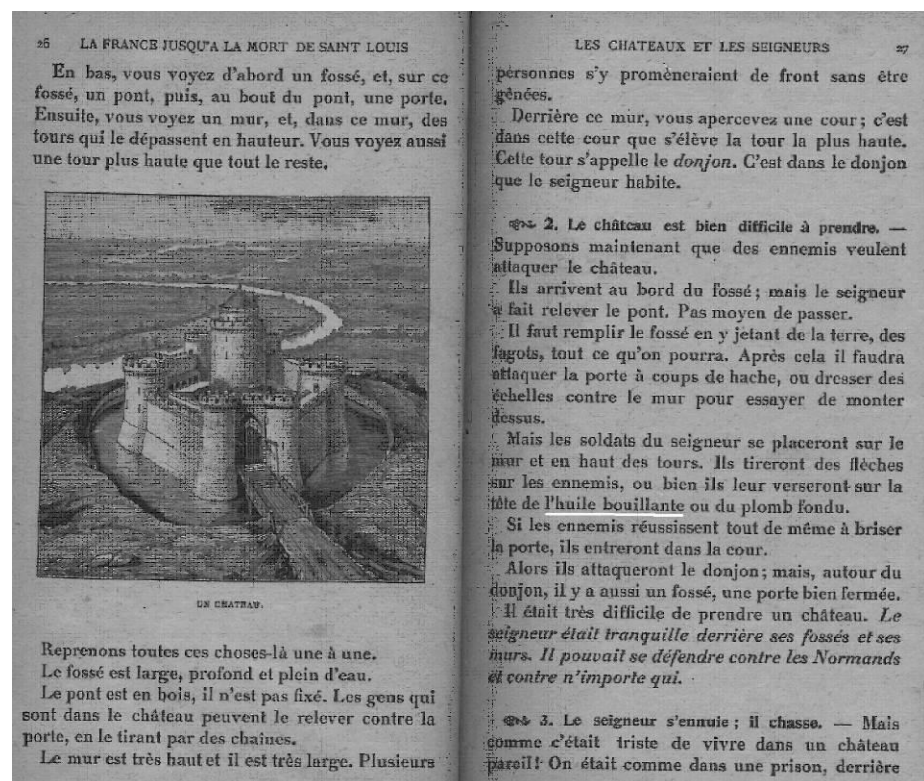 26 LA FRANCE JUSQU'A LA MORT DE SAINT LOUIS
En bas, vous voyez d'abord un fossé, et, sur ce
fossé, un pont, puis, au bout du pont, une porte.
Ensuite, vous voyez un mur, et, dans ce mur, des
tours qui le dépassent en hauteur. Vous voyez aussi
une tour plus haute que tout le reste.
UN CHATEAU.
Reprenons toutes ces choses-là une à une.
Le fossé est large, profond et plein d'eau.
Le pont est en bois, il n'est pas fixé. Les gens qui
sont dans le château peuvent le relever contre la
porte, en le tirant par des chaines.
Le mur est très haut et il est très large. Plusieurs
LES CHATEAUX ET LES SEIGNEURS 27
personnes s'y promèneraient de front sans être
gênées.
Derrière ce mur, vous apercevez une cour ; c'est
dans cette cour que s'élève la tour la plus haute.
Cette tour s'appelle le donjon. C'est dans le donjon
que le seigneur habite.
2. Le château est bien difficile à prendre. —
Supposons maintenant que des ennemis veulent
attaquer le château.
Ils arrivent au bord du fossé ; mais le seigneur
a fait relever le pont. Pas moyen de passer.
Il faut remplir le fossé en y jetant de la terre, des
fagots, tout ce qu'on pourra. Après cela il faudra
attaquer la porte à coups de hache, ou dresser des
échelles contre le mur pour essayer de monter
dessus.
Mais les soldats du seigneur se placeront sur le
mur et en haut des tours. Ils tireront des flèches
sur les ennemis, ou bien ils leur verseront sur la
tête de l'huile bouillante ou du plomb fondu.
Si les ennemis réussissent tout de même à briser
la porte, ils entreront dans la cour.
Alors ils attaqueront le donjon ; mais, autour du
donjon, il y a aussi un fossé, une porte bien fermée.
Il était très difficile de prendre un château. Le
seigneur était tranquille derrière ses fossés et ses
murs. Il pouvait se défendre contre les Normands
et contre n'importe qui.
3. Le seigneur s'ennuie ; il chasse. — Mais
comme c'était triste de vivre dans un château
pareil! On était comme dans une prison, derrière